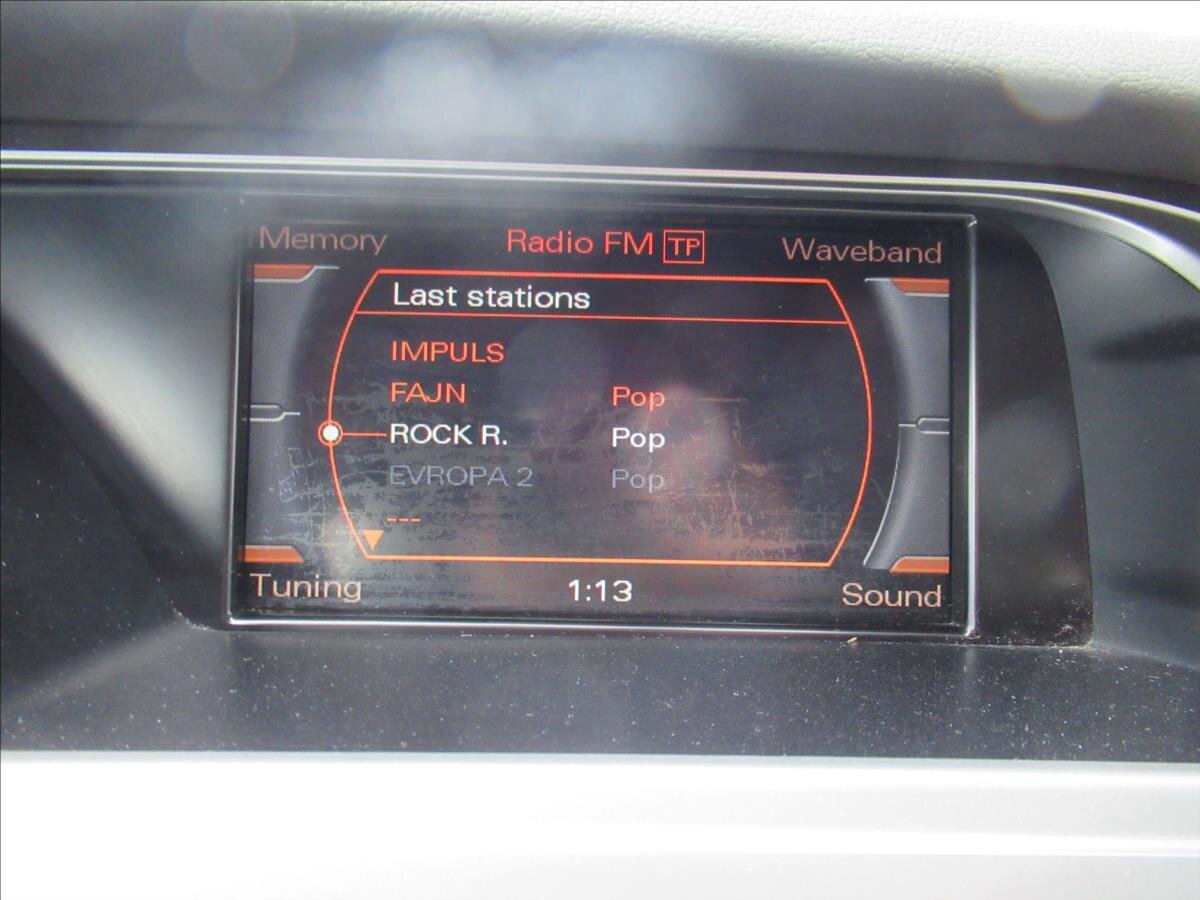 Memory Radio FM TP Waveband
Last stations
IMPULS
FAJN Pop
ROCK R. Pop
EVROPA 2 Pop
---
Tuning 1:13 Sound